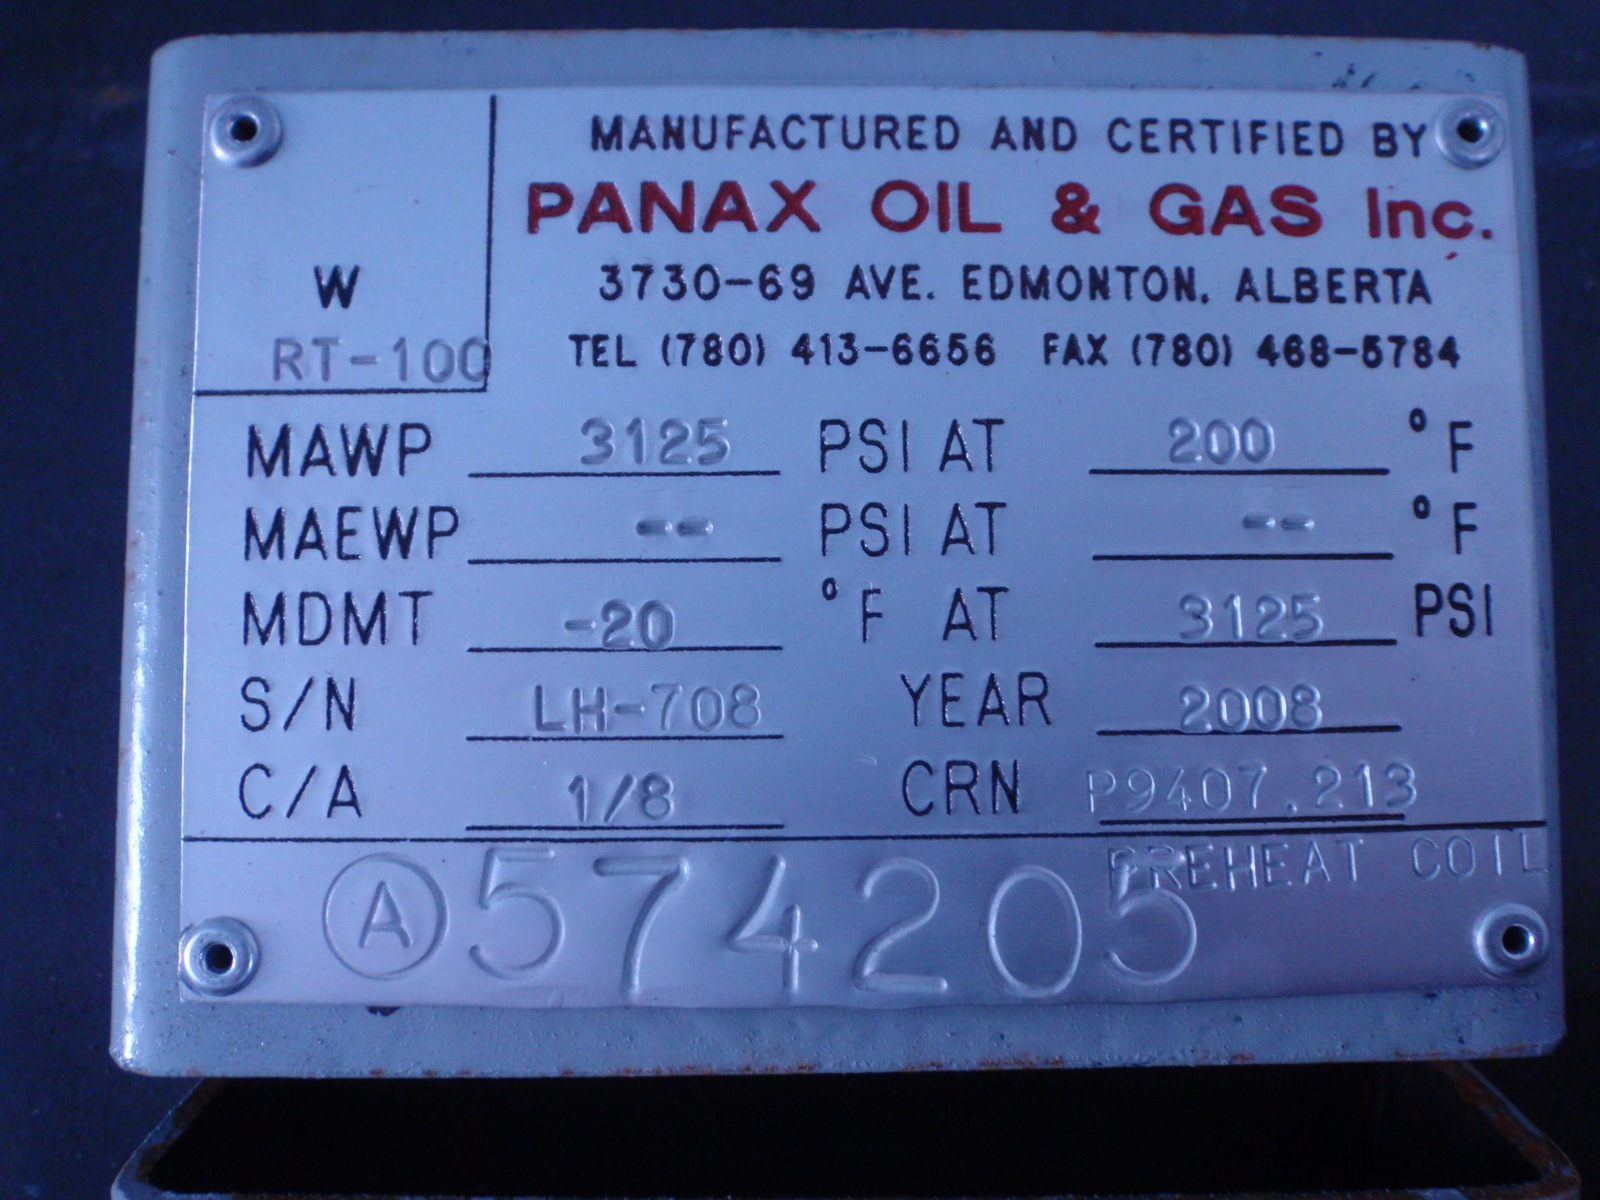 MANUFACTURED AND CERTIFIED BY
PANAX OIL & GAS Inc.
3730-69 AVE. EDMONTON, ALBERTA
TEL (780) 413-6656 FAX (780) 468-5784
W
RT-100
MAWP 3125 PSI AT 200 °F
MAEWP -- PSI AT -- °F
MDMT -20 °F AT 3125 PSI
S/N LH-708 YEAR 2008
C/A 1/8 CRN P9407.213
PREHEAT COIL
Ⓐ574205